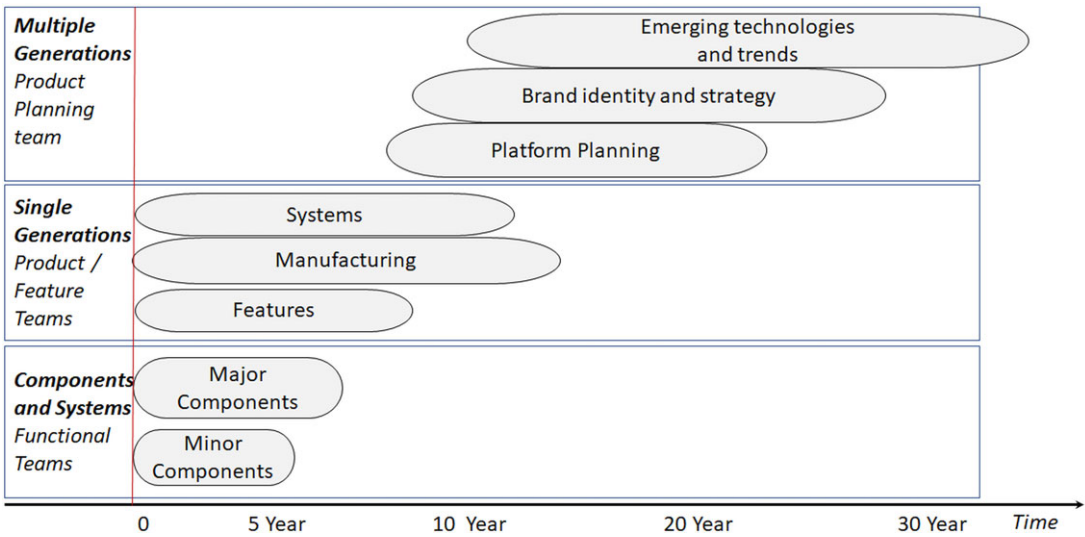 Multiple
Generations
Product
Planning
team
Emerging technologies
and trends
Brand identity and strategy
Platform Planning
Single
Generations
Product /
Feature
Teams
Systems
Manufacturing
Features
Components
and Systems
Functional
Teams
Major
Components
Minor
Components
0 5 Year 10 Year 20 Year 30 Year Time